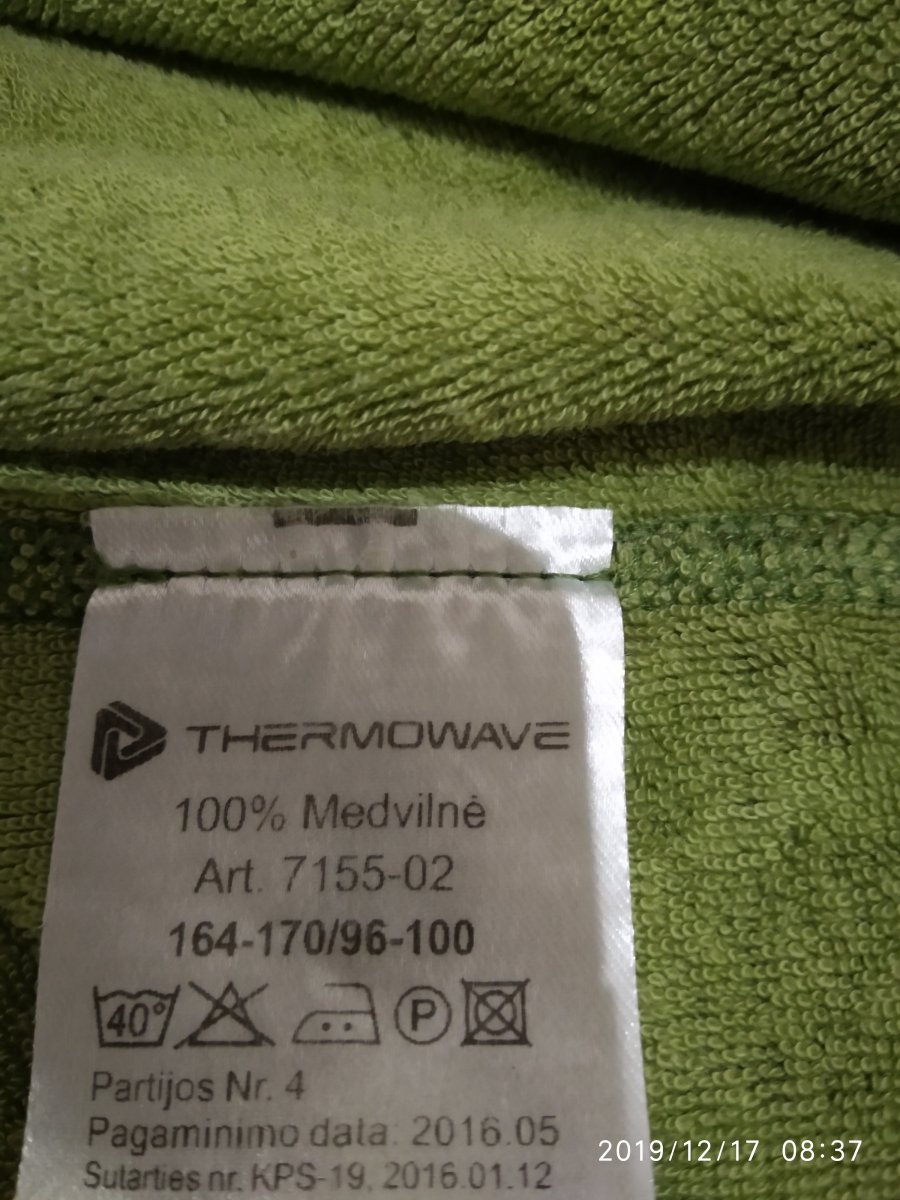 THERMOWAVE
100% Medvilnė
Art. 7155-02
164-170/96-100
40° P
Partijos Nr. 4
Pagaminimo data: 2016.05
Sutarties nr. KPS-19, 2016.01.12
2019/12/17 08:37